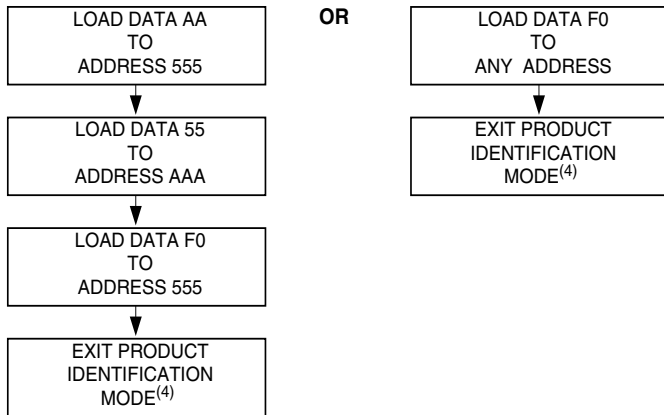 LOAD DATA AA
TO
ADDRESS 555
LOAD DATA 55
TO
ADDRESS AAA
LOAD DATA F0
TO
ADDRESS 555
EXIT PRODUCT
IDENTIFICATION
MODE(4)
OR
LOAD DATA F0
TO
ANY ADDRESS
EXIT PRODUCT
IDENTIFICATION
MODE(4)